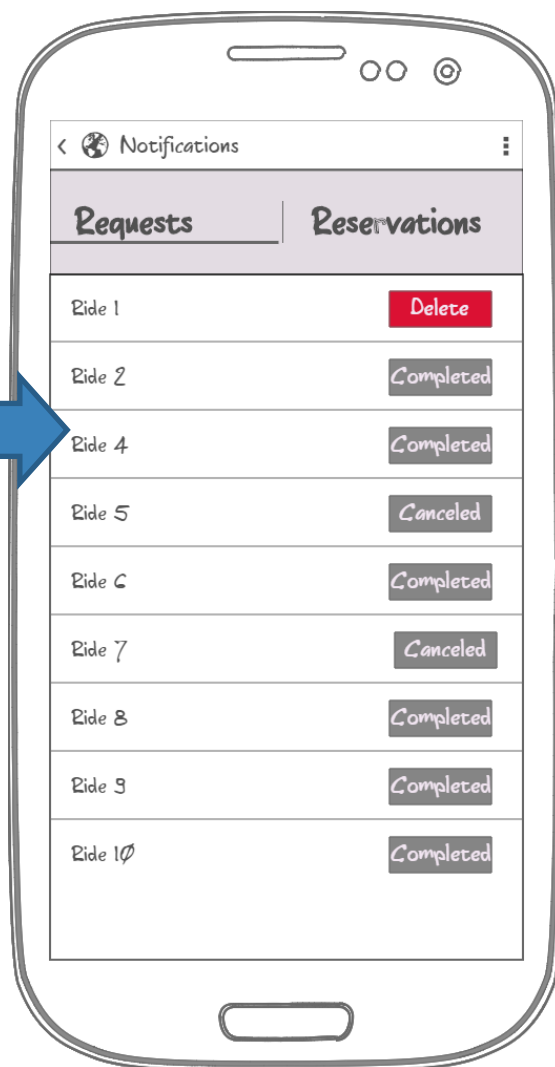 Notifications
Requests Reservations
Ride 1 Delete
Ride 2 Completed
Ride 4 Completed
Ride 5 Canceled
Ride 6 Completed
Ride 7 Canceled
Ride 8 Completed
Ride 9 Completed
Ride 10 Completed